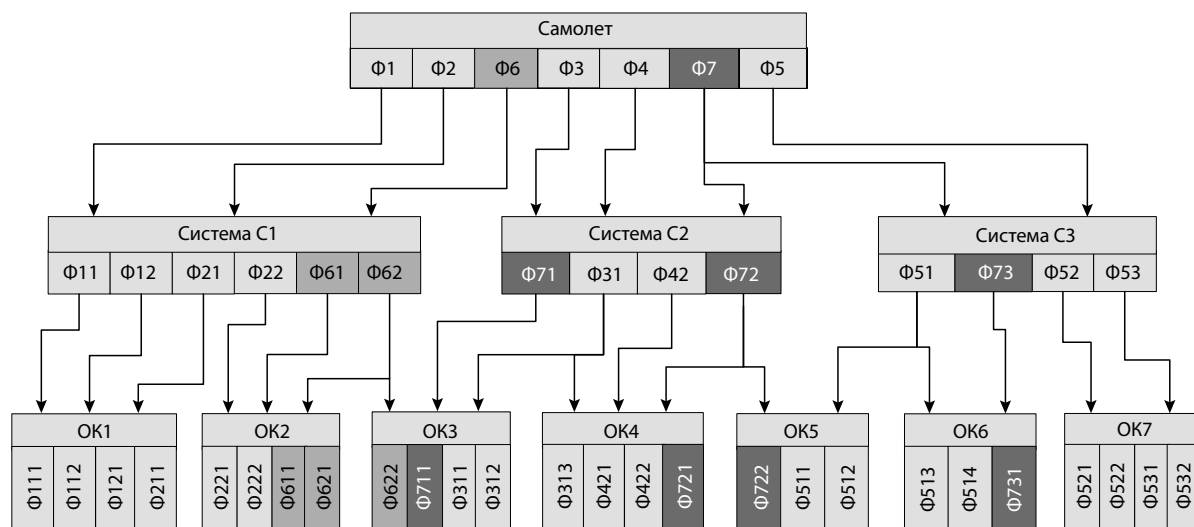 Самолет
Ф1 Ф2 Ф6 Ф3 Ф4 Ф7 Ф5
Система С1 Система С2 Система С3
Ф11 Ф12 Ф21 Ф22 Ф61 Ф62 Ф71 Ф31 Ф42 Ф72 Ф51 Ф73 Ф52 Ф53
ОК1 ОК2 ОК3 ОК4 ОК5 ОК6 ОК7
Ф111 Ф112 Ф121 Ф211 Ф221 Ф222 Ф611 Ф621 Ф622 Ф711 Ф311 Ф312 Ф313 Ф421 Ф422 Ф721 Ф722 Ф511 Ф512 Ф513 Ф514 Ф731 Ф521 Ф522 Ф531 Ф532